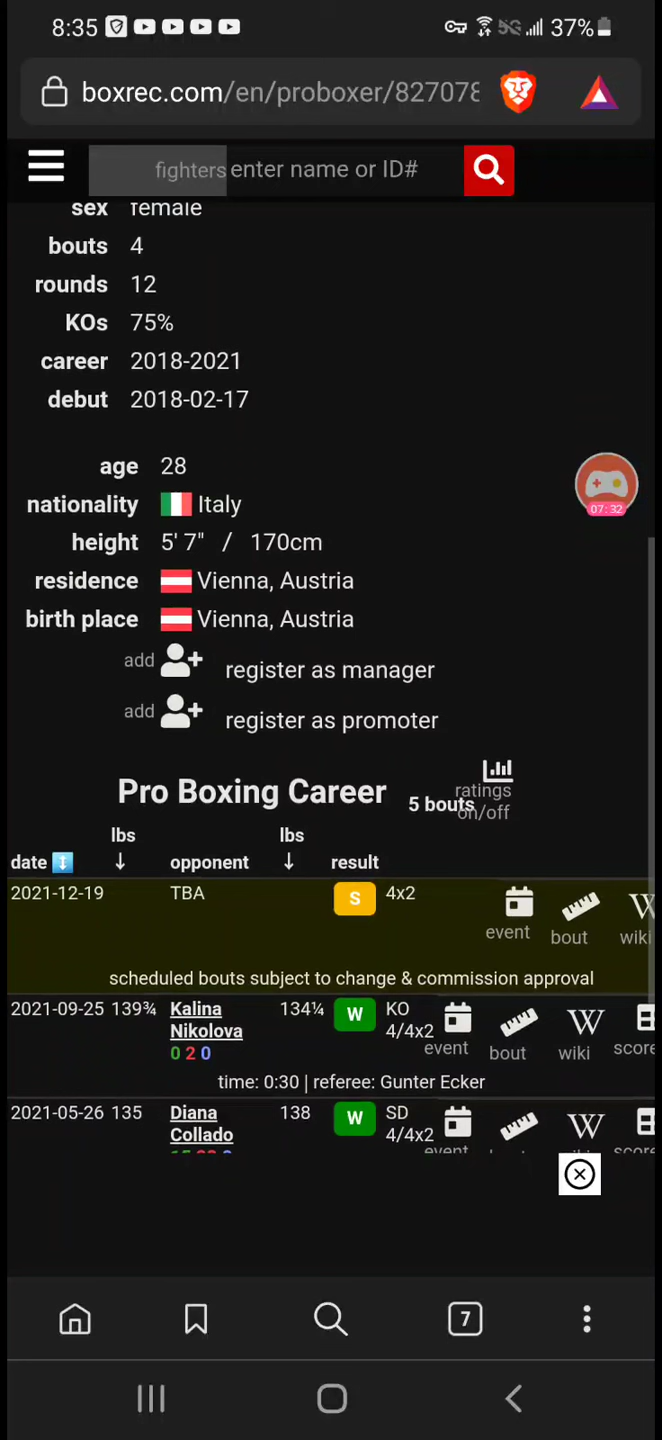 8:35 5G 37%
boxrec.com/en/proboxer/827078
fighters enter name or ID#
sex female
bouts 4
rounds 12
KOs 75%
career 2018-2021
debut 2018-02-17
age 28
nationality Italy
07:32
height 5' 7" / 170cm
residence Vienna, Austria
birth place Vienna, Austria
add register as manager
add register as promoter
Pro Boxing Career 5 bouts ratings on/off
lbs lbs
date ↓ opponent ↓ result
2021-12-19 TBA S 4x2
event bout wiki
scheduled bouts subject to change & commission approval
2021-09-25 139¾ Kalina Nikolova 134¼ W KO 4/4x2
0 2 0
event bout wiki score
time: 0:30 | referee: Gunter Ecker
2021-05-26 135 Diana Collado 138 W SD 4/4x2
7